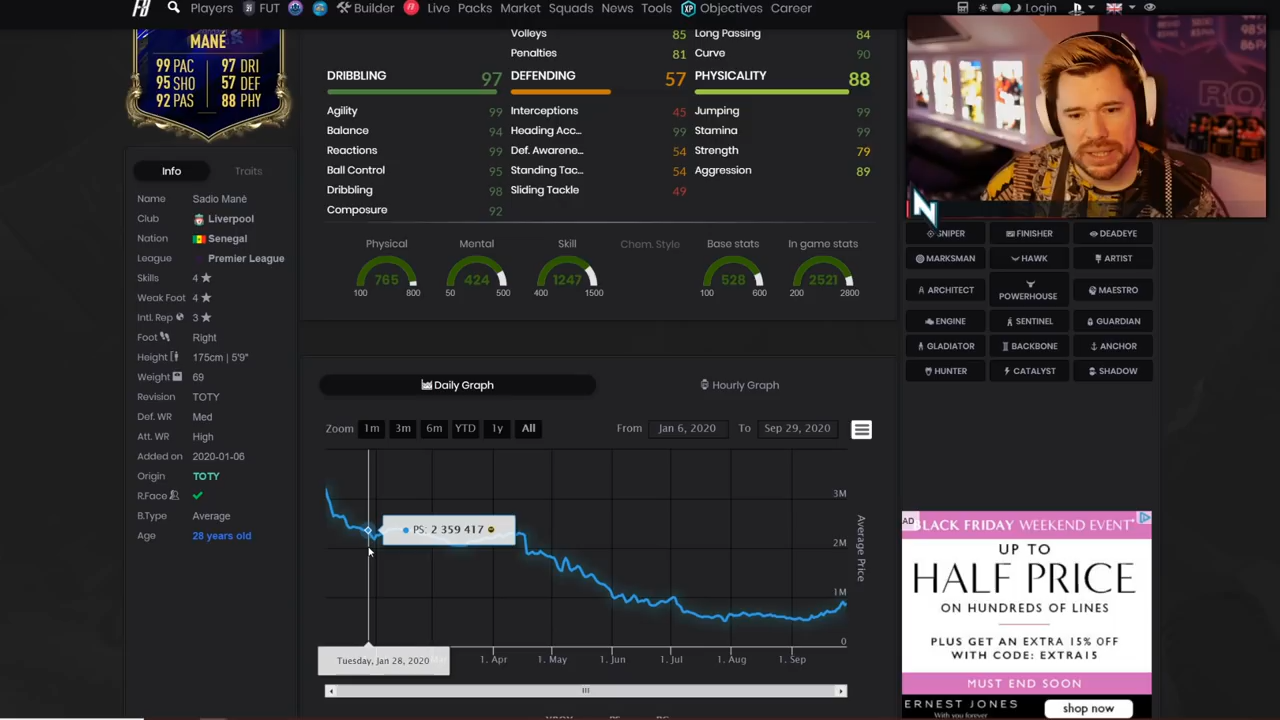 F8 Players FUT Builder Live Packs Market Squads News Tools XP Objectives Career Login
MANÉ
99 PAC 97 DRI
95 SHO 57 DEF
92 PAS 88 PHY
Volleys 85 Long Passing 84
Penalties 81 Curve 90
DRIBBLING 97 DEFENDING 57 PHYSICALITY 88
Agility 99 Interceptions 45 Jumping 99
Balance 94 Heading Acc... 99 Stamina 99
Reactions 99 Def. Awarene... 54 Strength 79
Ball Control 95 Standing Tac... 54 Aggression 89
Dribbling 98 Sliding Tackle 49
Composure 92
Physical Mental Skill Chem. Style Base stats In game stats
765 424 1247 528 2521
100 800 50 500 400 1500 100 600 200 2800
Info Traits
Name Sadio Mané
Club Liverpool
Nation Senegal
League Premier League
Skills 4
Weak Foot 4
Intl. Rep 3
Foot Right
Height 175cm | 5'9"
Weight 69
Revision TOTY
Def. WR Med
Att. WR High
Added on 2020-01-06
Origin TOTY
R.Face
B.Type Average
Age 28 years old
SNIPER FINISHER DEADEYE
MARKSMAN HAWK ARTIST
ARCHITECT POWERHOUSE MAESTRO
ENGINE SENTINEL GUARDIAN
GLADIATOR BACKBONE ANCHOR
HUNTER CATALYST SHADOW
Daily Graph Hourly Graph
Zoom 1m 3m 6m YTD 1y All From Jan 6, 2020 To Sep 29, 2020
PS: 2 359 417
3M
2M
1M
0
Average Price
Tuesday, Jan 28, 2020
1. Apr 1. May 1. Jun 1. Jul 1. Aug 1. Sep
AD
BLACK FRIDAY WEEKEND EVENT*
UP TO
HALF PRICE
ON HUNDREDS OF LINES
PLUS GET AN EXTRA 15% OFF
WITH CODE: EXTRA15
MUST END SOON
ERNEST JONES
With you forever
shop now